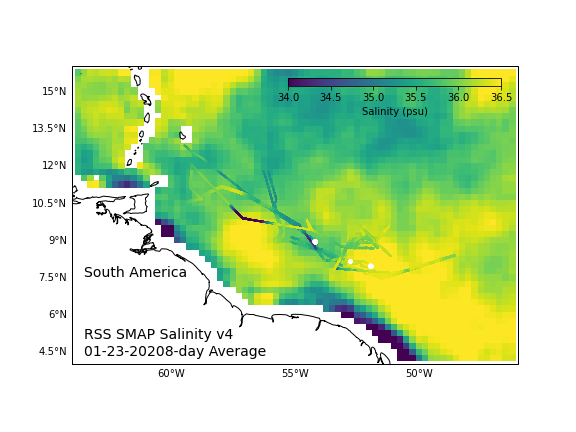 15°N
13.5°N
12°N
10.5°N
9°N
7.5°N
6°N
4.5°N
34.0 34.5 35.0 35.5 36.0 36.5
Salinity (psu)
South America
RSS SMAP Salinity v4
01-23-20208-day Average
60°W 55°W 50°W